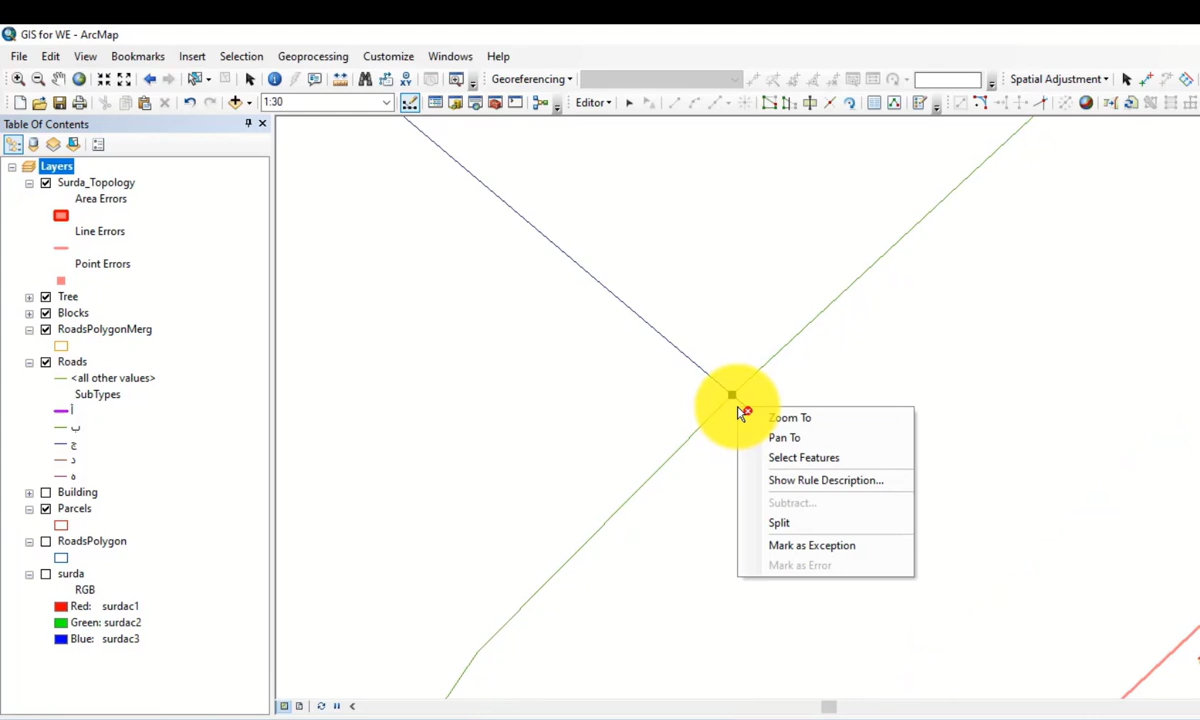 GIS for WE - ArcMap
File Edit View Bookmarks Insert Selection Geoprocessing Customize Windows Help
Georeferencing Spatial Adjustment
1:30 Editor
Table Of Contents
Layers
Surda_Topology
Area Errors
Line Errors
Point Errors
Tree
Blocks
RoadsPolygonMerg
Roads
<all other values>
SubTypes
أ
ب
ج
د
ه
Building
Parcels
RoadsPolygon
surda
RGB
Red: surdac1
Green: surdac2
Blue: surdac3
Zoom To
Pan To
Select Features
Show Rule Description...
Subtract...
Split
Mark as Exception
Mark as Error